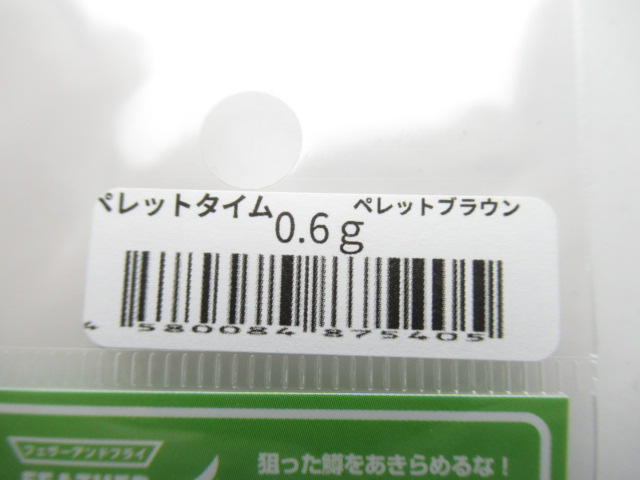 ペレットタイム
ペレットブラウン
0.6g
4 580084 875405
フェザーアンドフライ
狙った鱒をあきらめるな!
FEATHER